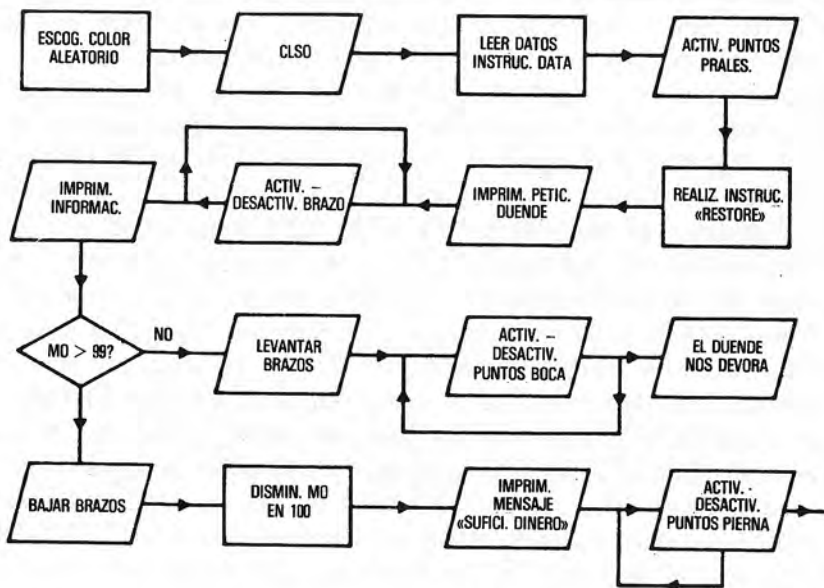 ESCOG. COLOR
ALEATORIO
CLSO
LEER DATOS
INSTRUC. DATA
ACTIV. PUNTOS
PRALES.
REALIZ. INSTRUC.
«RESTORE»
IMPRIM. PETIC.
DUENDE
ACTIV. –
DESACTIV. BRAZO
IMPRIM.
INFORMAC.
MO > 99?
NO
LEVANTAR
BRAZOS
ACTIV. –
DESACTIV.
PUNTOS BOCA
EL DUENDE
NOS DEVORA
BAJAR BRAZOS
DISMIN. MO
EN 100
IMPRIM.
MENSAJE
«SUFICI. DINERO»
ACTIV. -
DESACTIV.
PUNTOS PIERNA